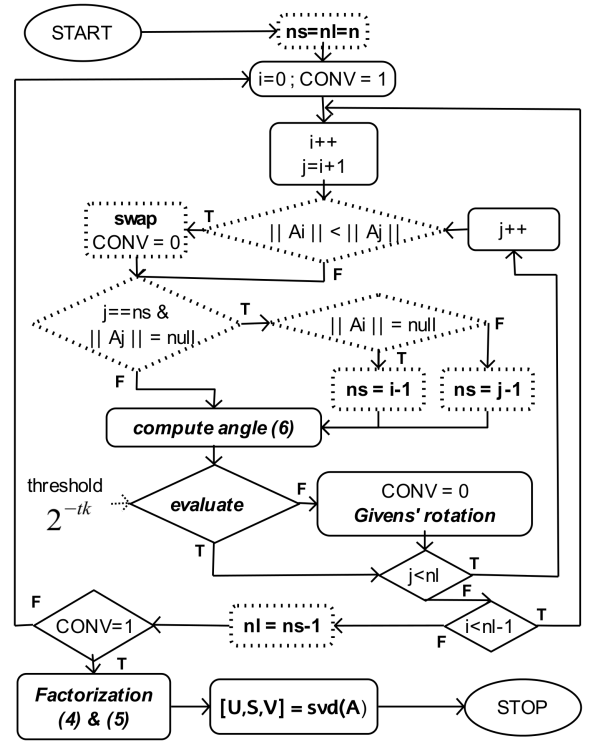 START
ns=nl=n
i=0 ; CONV = 1
i++
j=i+1
swap
CONV = 0
T
|| Ai || < || Aj ||
j++
F
j==ns &
|| Aj || = null
T
|| Ai || = null
F
T
F
ns = i-1
ns = j-1
compute angle (6)
threshold
2^{-tk}
evaluate
F
CONV = 0
Givens' rotation
T
j<nl
T
F
F
CONV=1
nl = ns-1
i<nl-1
T
F
T
Factorization
(4) & (5)
[U,S,V] = svd(A)
STOP